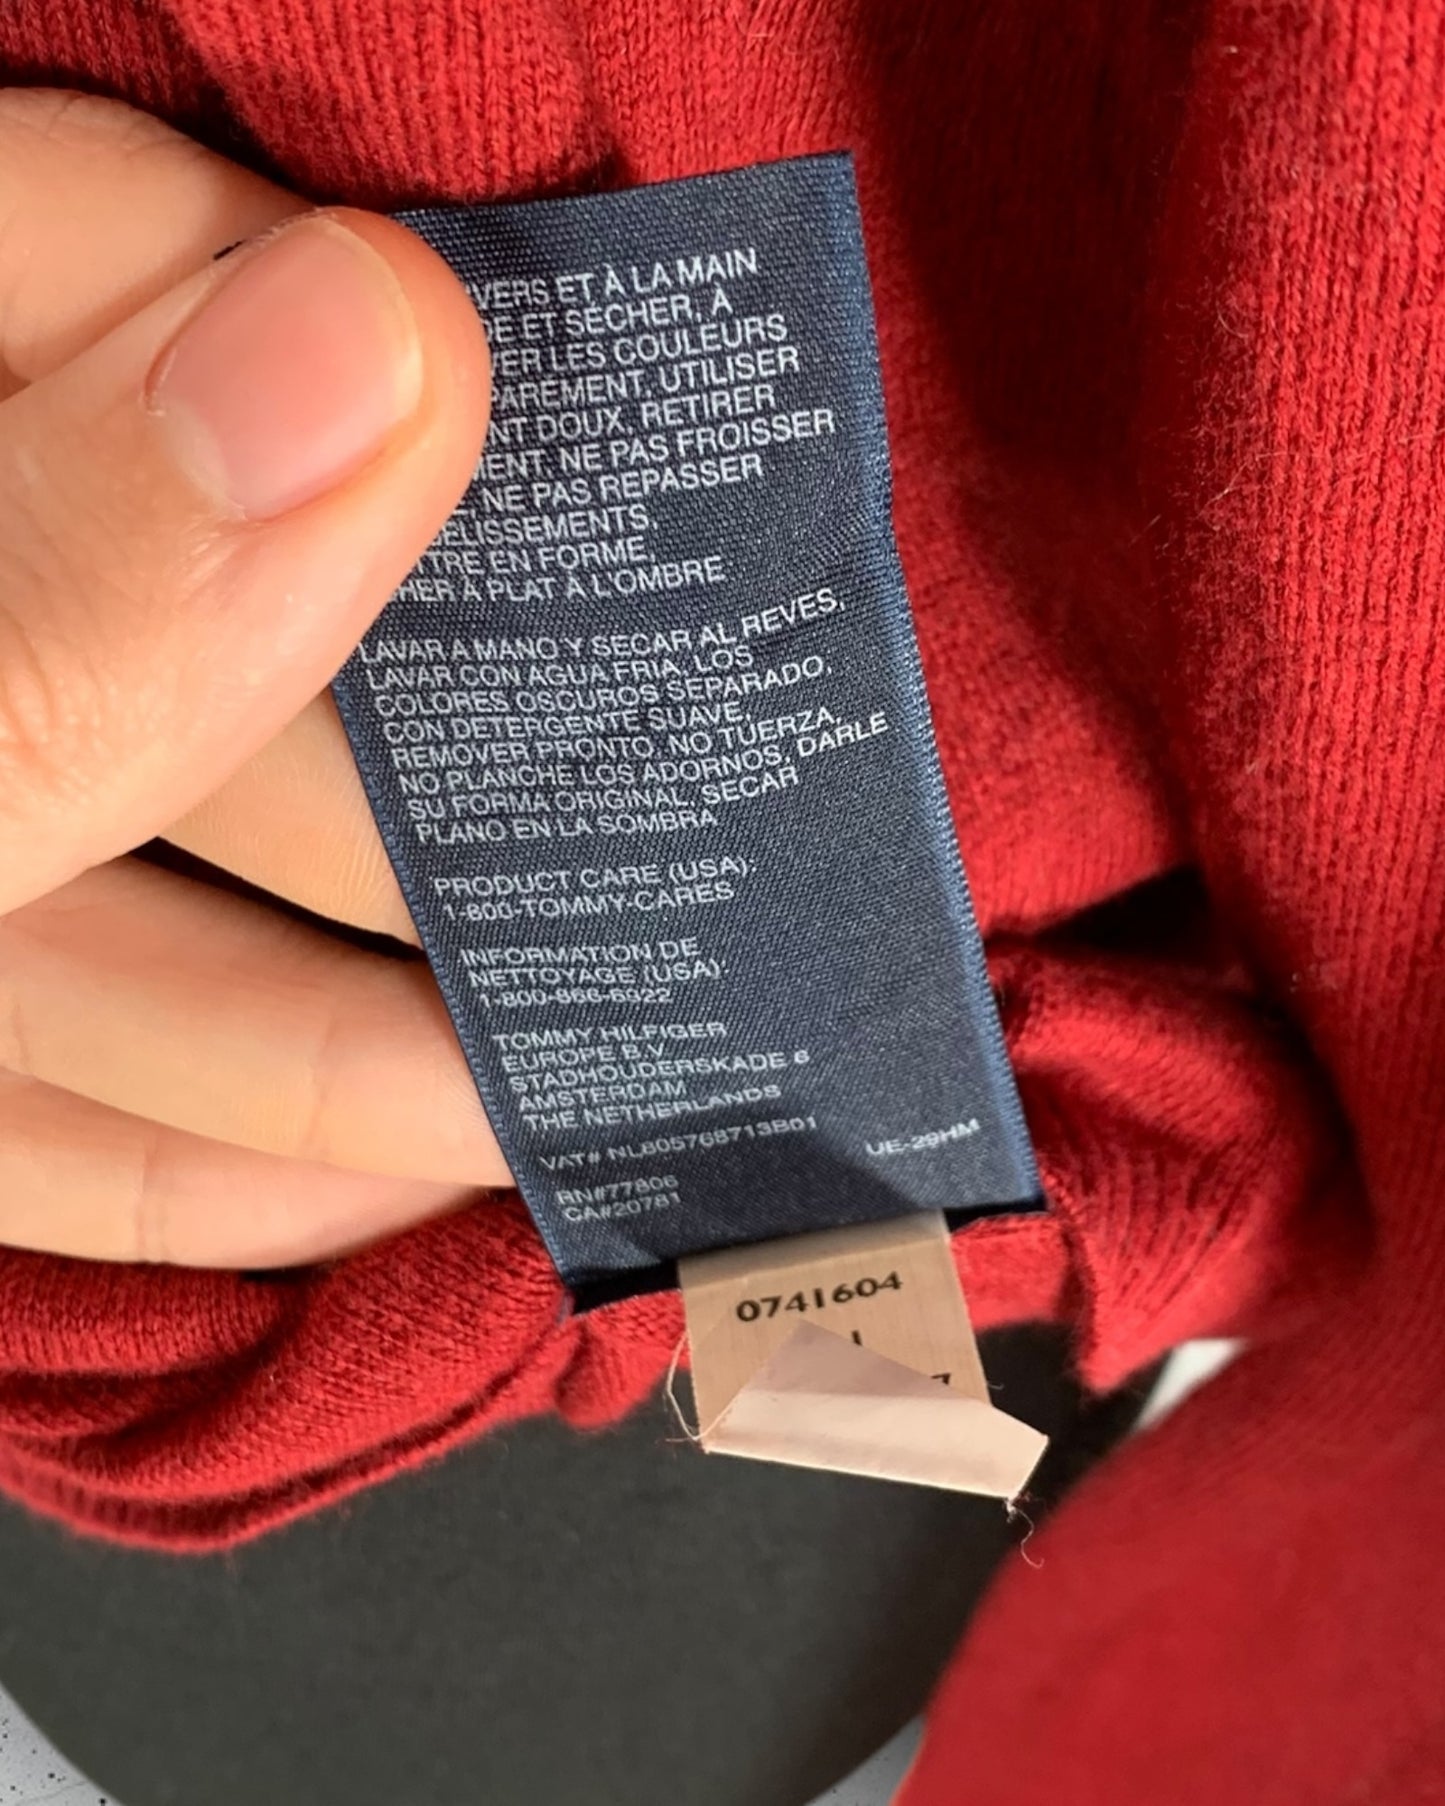 VERS ET À LA MAIN
DE ET SÉCHER, À
VER LES COULEURS
PARÉMENT, UTILISER
NT DOUX, RETIRER
MENT. NE PAS FROISSER
NE PAS REPASSER
ELISSEMENTS,
TRE EN FORME,
HER À PLAT À L'OMBRE
LAVAR A MANO Y SECAR AL REVES,
LAVAR CON AGUA FRIA, LOS
COLORES OSCUROS SEPARADO,
CON DETERGENTE SUAVE,
REMOVER PRONTO, NO TUERZA,
NO PLANCHE LOS ADORNOS, DARLE
SU FORMA ORIGINAL, SECAR
PLANO EN LA SOMBRA
PRODUCT CARE (USA):
1-800-TOMMY-CARES
INFORMATION DE
NETTOYAGE (USA):
1-800-866-6922
TOMMY HILFIGER
EUROPE B.V.
STADHOUDERSKADE 6
AMSTERDAM
THE NETHERLANDS
VAT# NL805768713B01
UE-29HM
RN#77806
CA#20781
0741604
7